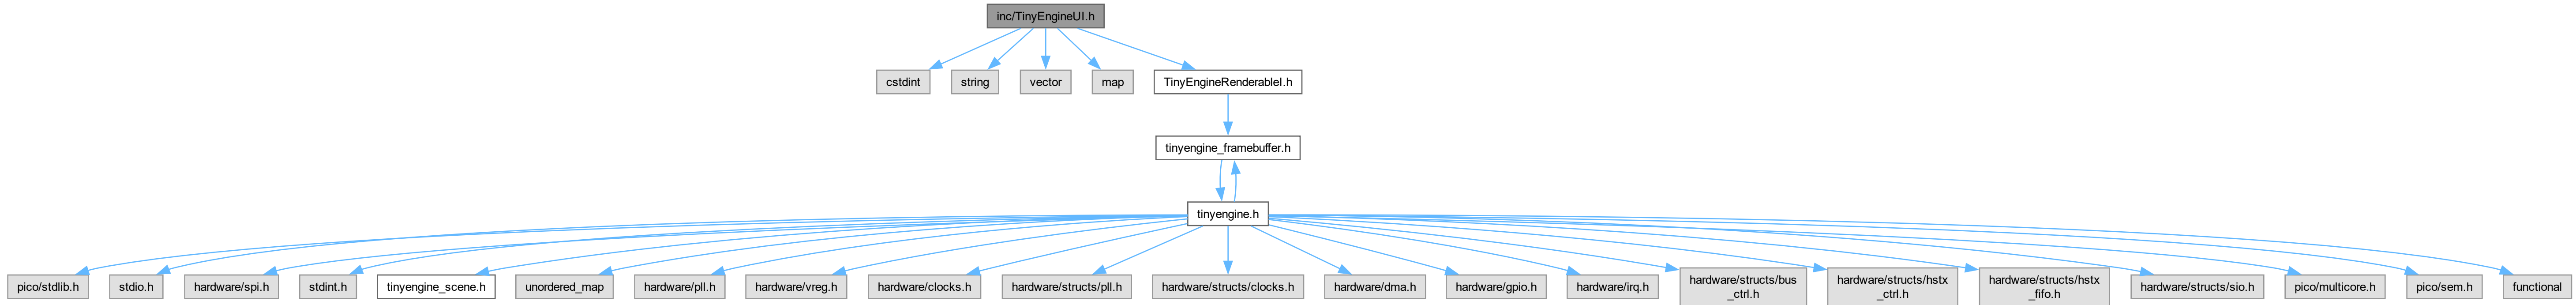 inc/TinyEngineUI.h
cstdint
string
vector
map
TinyEngineRenderableI.h
tinyengine_framebuffer.h
tinyengine.h
pico/stdlib.h
stdio.h
hardware/spi.h
stdint.h
tinyengine_scene.h
unordered_map
hardware/pll.h
hardware/vreg.h
hardware/clocks.h
hardware/structs/pll.h
hardware/structs/clocks.h
hardware/dma.h
hardware/gpio.h
hardware/irq.h
hardware/structs/bus
_ctrl.h
hardware/structs/hstx
_ctrl.h
hardware/structs/hstx
_fifo.h
hardware/structs/sio.h
pico/multicore.h
pico/sem.h
functional